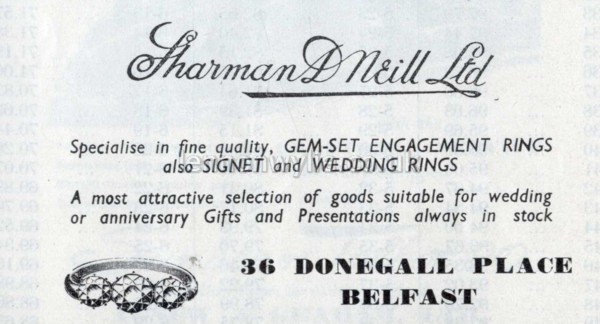 Sharman D Neill Ltd
Specialise in fine quality, GEM-SET ENGAGEMENT RINGS
also SIGNET and WEDDING RINGS
A most attractive selection of goods suitable for wedding
or anniversary Gifts and Presentations always in stock
36 DONEGALL PLACE
BELFAST